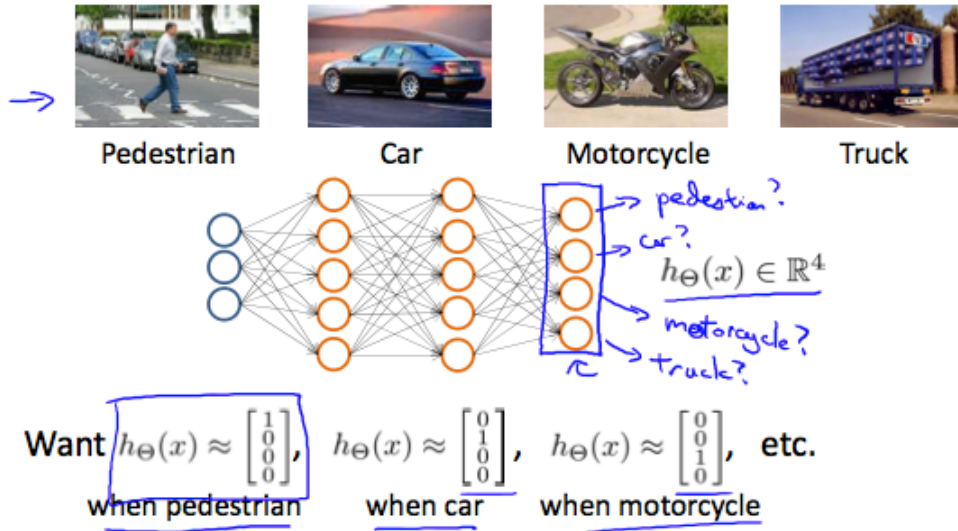 Pedestrian Car Motorcycle Truck
pedestian?
car?
hΘ(x) ∈ ℝ⁴
motorcycle?
truck?
Want hΘ(x) ≈ [1 0 0 0], hΘ(x) ≈ [0 1 0 0], hΘ(x) ≈ [0 0 1 0], etc.
when pedestrian when car when motorcycle